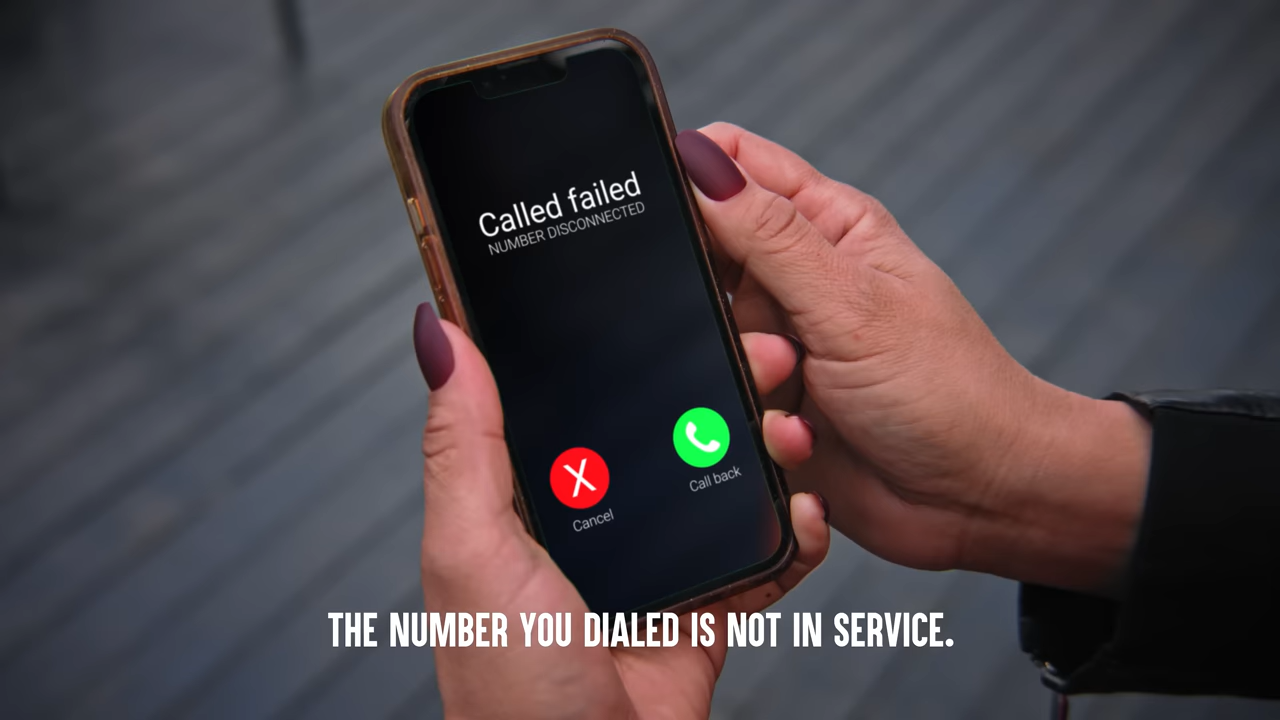 Called failed
NUMBER DISCONNECTED
X
Cancel
Call back
THE NUMBER YOU DIALED IS NOT IN SERVICE.